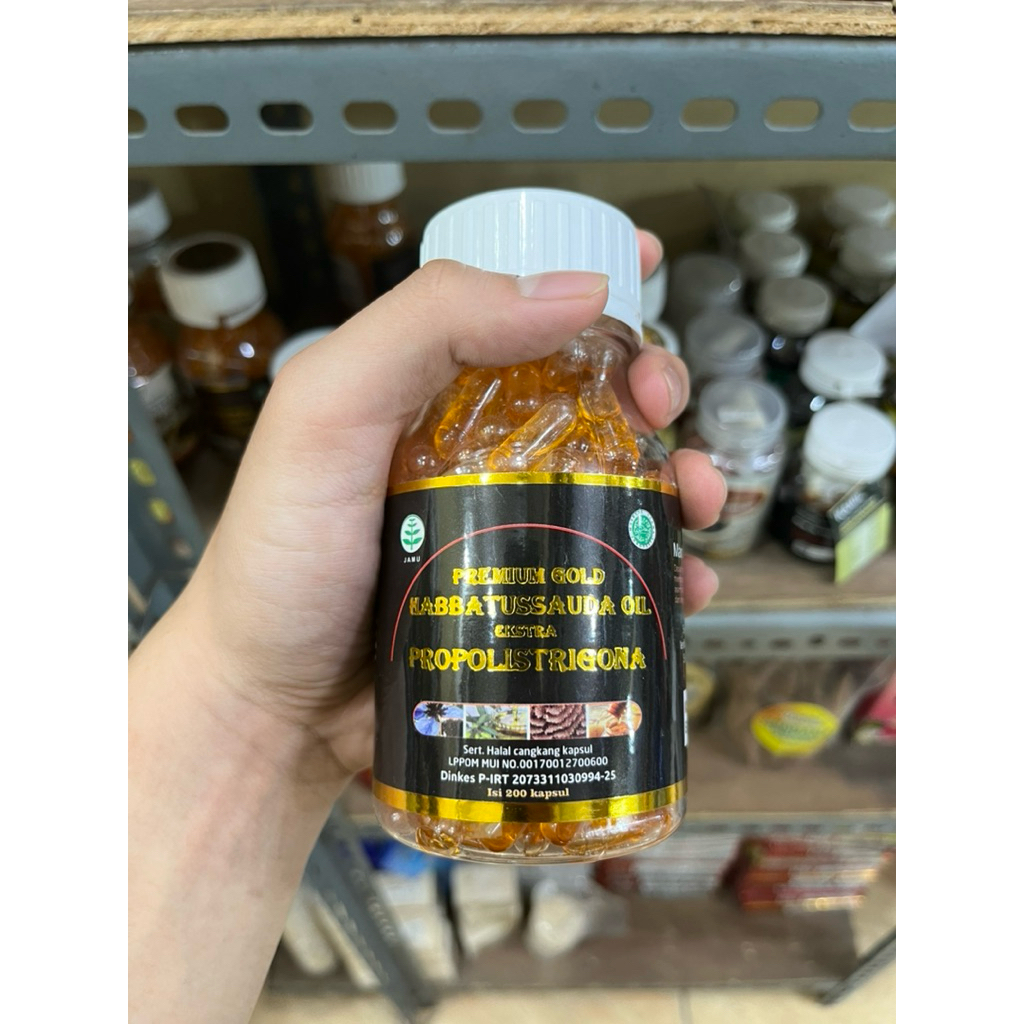 JAMU
PREMIUM GOLD
HABBATUSSAUDA OIL
EKSTRA
PROPOLISTRIGONA
Sert. Halal cangkang kapsul
LPPOM MUI NO.00170012700600
Dinkes P-IRT 2073311030994-25
Isi 200 kapsul